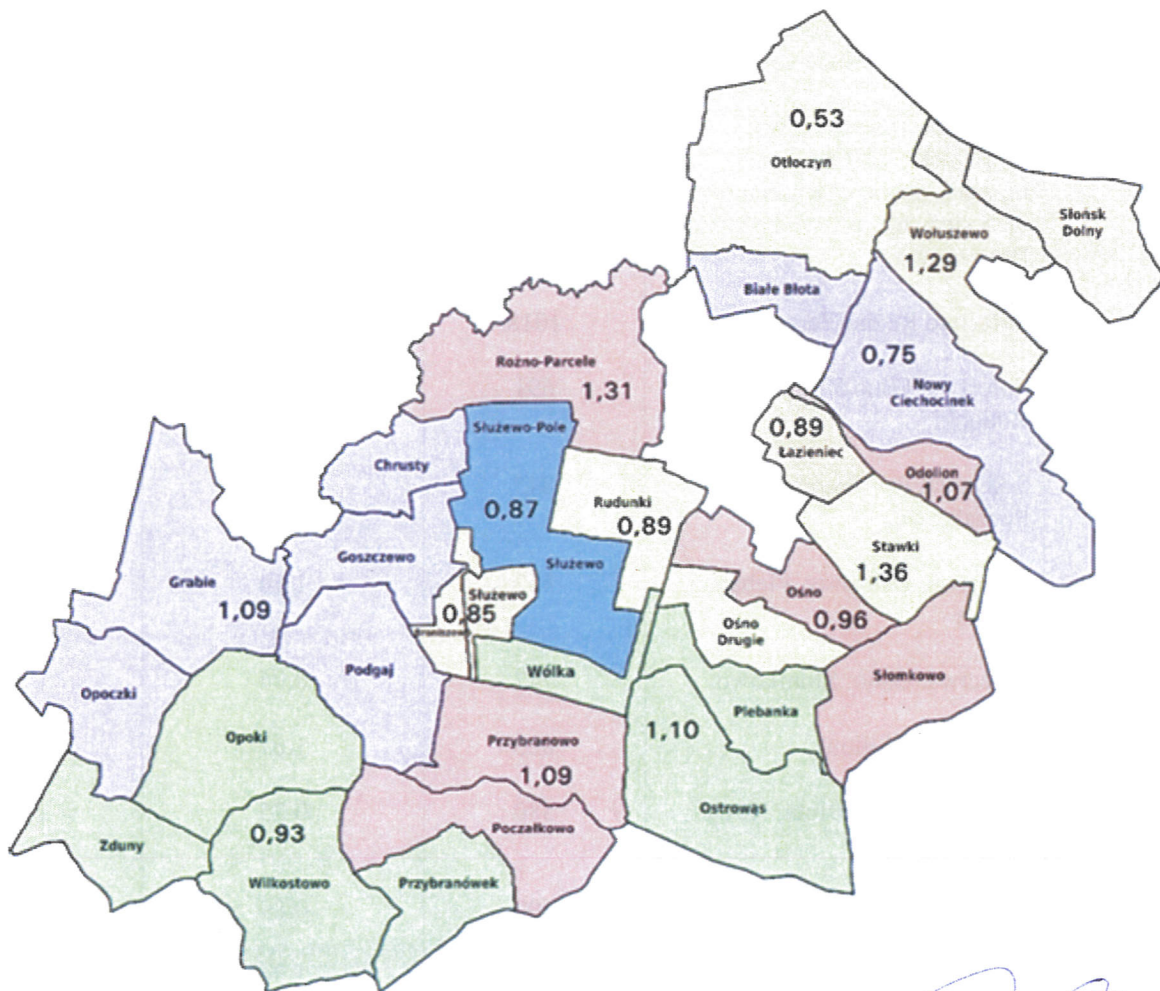 0,53
Otłoczyn
Słońsk
Dolny
Wołuszewo
1,29
Białe Błota
0,75
Nowy
Ciechocinek
Rożno-Parcele
1,31
Służewo-Pole
0,89
Łazieniec
Chrusty
Odolion
1,07
0,87
Rudunki
0,89
Stawki
1,36
Goszczewo
Służewo
Grabie
1,09
Służewo
0,85
Ośno
0,96
Ośno
Drugie
Podgaj
Wólka
Słomkowo
Opoczki
Plebanka
Opoki
1,10
Przybranowo
1,09
Ostrowąs
Poczałkowo
0,93
Zduny
Wilkostowo
Przybranówek